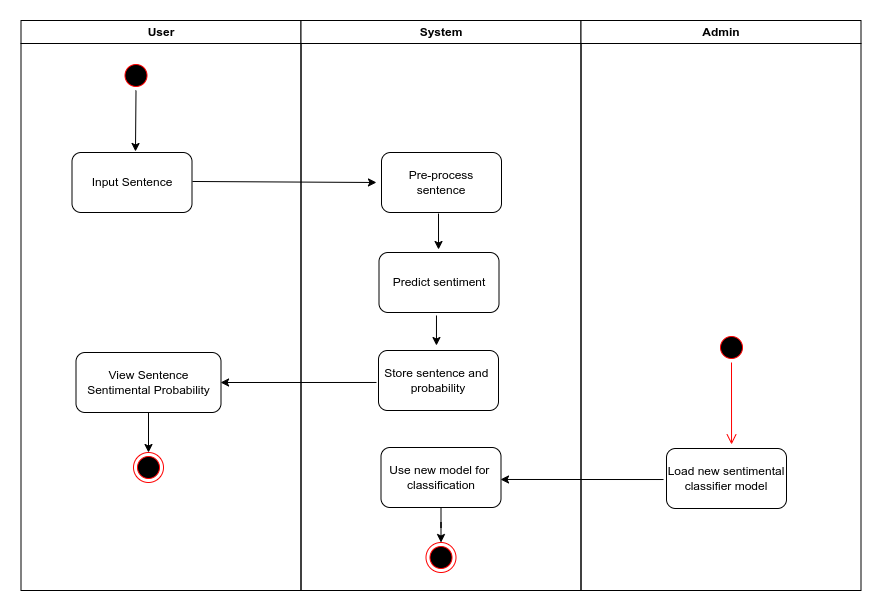 User
System
Admin
Input Sentence
Pre-process
sentence
Predict sentiment
View Sentence
Sentimental Probability
Store sentence and
probability
Use new model for
classification
Load new sentimental
classifier model